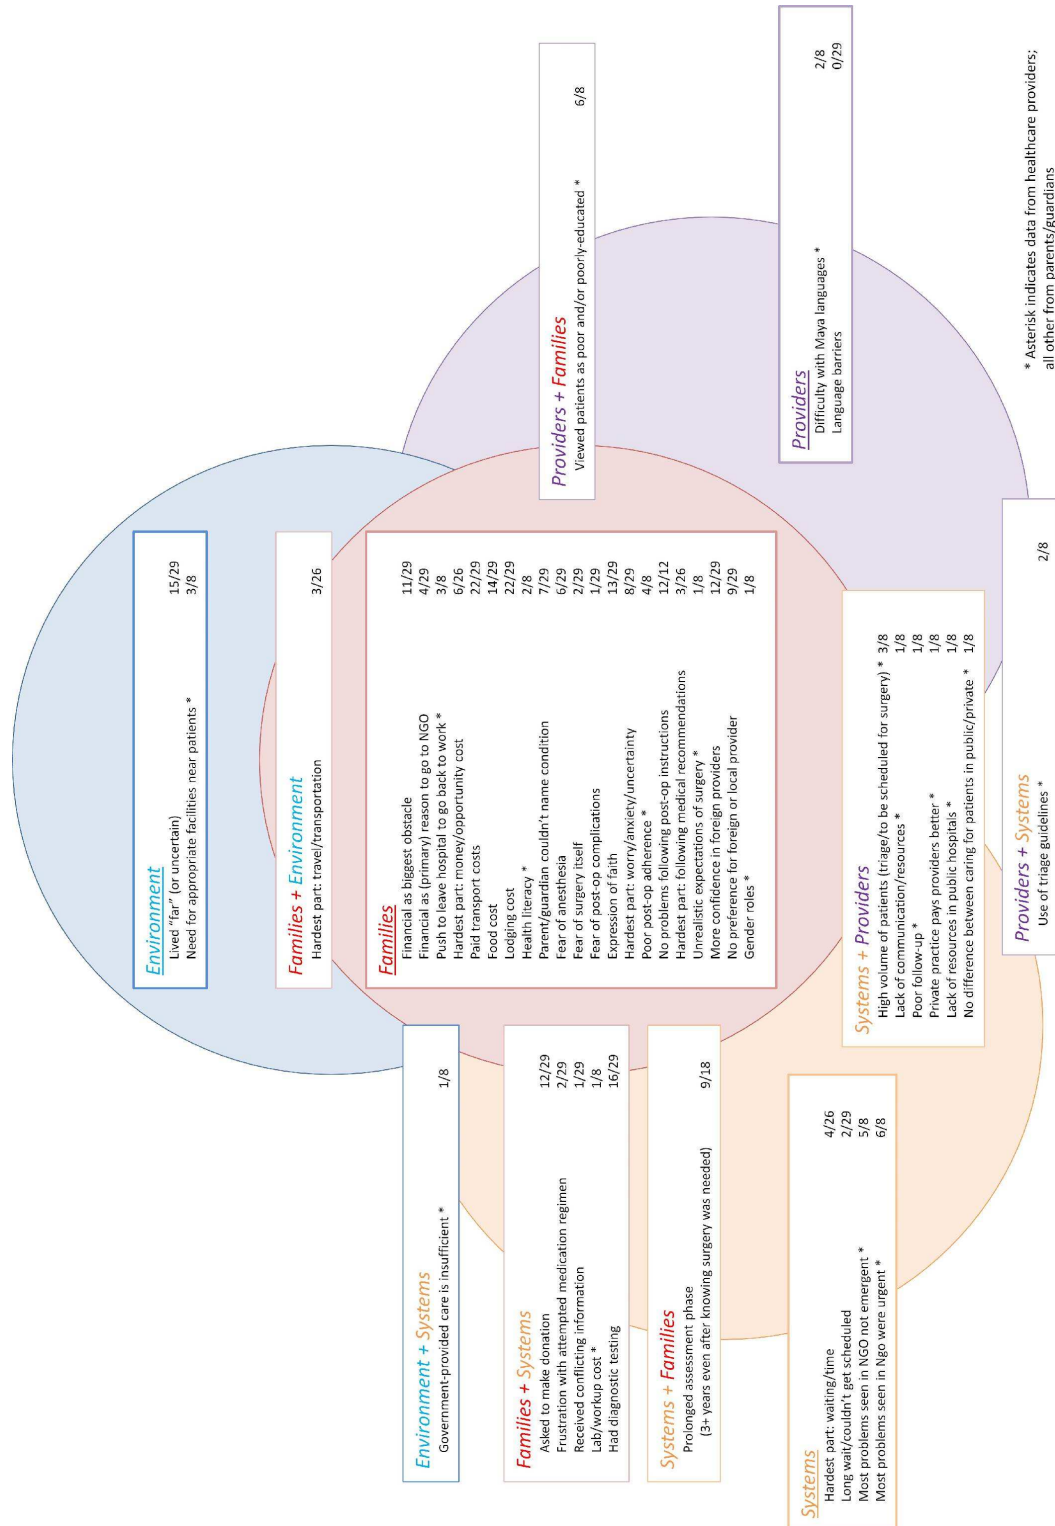 Environment
Lived “far” (or uncertain) 15/29
Need for appropriate facilities near patients * 3/8
Families + Environment
Hardest part: travel/transportation 3/26
Environment + Systems
Government-provided care is insufficient * 1/8
Families
Financial as biggest obstacle 11/29
Financial as (primary) reason to go to NGO 4/29
Push to leave hospital to go back to work * 3/8
Hardest part: money/opportunity cost 6/26
Paid transport costs 22/29
Food cost 14/29
Lodging cost 22/29
Health literacy * 2/8
Parent/guardian couldn’t name condition 7/29
Fear of anesthesia 6/29
Fear of surgery itself 2/29
Fear of post-op complications 1/29
Expression of faith 13/29
Hardest part: worry/anxiety/uncertainty 8/29
Poor post-op adherence * 4/8
No problems following post-op instructions 12/12
Hardest part: following medical recommendations 3/26
Unrealistic expectations of surgery * 1/8
More confidence in foreign providers 12/29
No preference for foreign or local provider 9/29
Gender roles * 1/8
Families + Systems
Asked to make donation 12/29
Frustration with attempted medication regimen 2/29
Received conflicting information 1/29
Lab/workup cost * 1/8
Had diagnostic testing 16/29
Providers + Families
Viewed patients as poor and/or poorly-educated * 6/8
Systems + Families
Prolonged assessment phase 9/18
(3+ years even after knowing surgery was needed)
Systems
Hardest part: waiting/time 4/26
Long wait/couldn’t get scheduled 2/29
Most problems seen in NGO not emergent * 5/8
Most problems seen in Ngo were urgent * 6/8
Systems + Providers
High volume of patients (triage/to be scheduled for surgery) * 3/8
Lack of communication/resources * 1/8
Poor follow-up * 1/8
Private practice pays providers better * 1/8
Lack of resources in public hospitals * 1/8
No difference between caring for patients in public/private * 1/8
Providers
Difficulty with Maya languages * 2/8
Language barriers 0/29
Providers + Systems
Use of triage guidelines * 2/8
* Asterisk indicates data from healthcare providers;
all other from parents/guardians